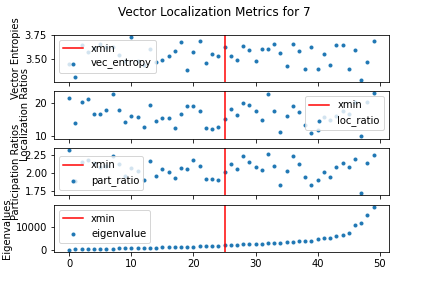 Vector Localization Metrics for 7
Vector Entropies
3.75
3.50
xmin
vec_entropy
Localization Ratios
20
10
xmin
loc_ratio
Participation Ratios
2.25
2.00
1.75
xmin
part_ratio
Eigenvalues
10000
0
xmin
eigenvalue
0 10 20 30 40 50